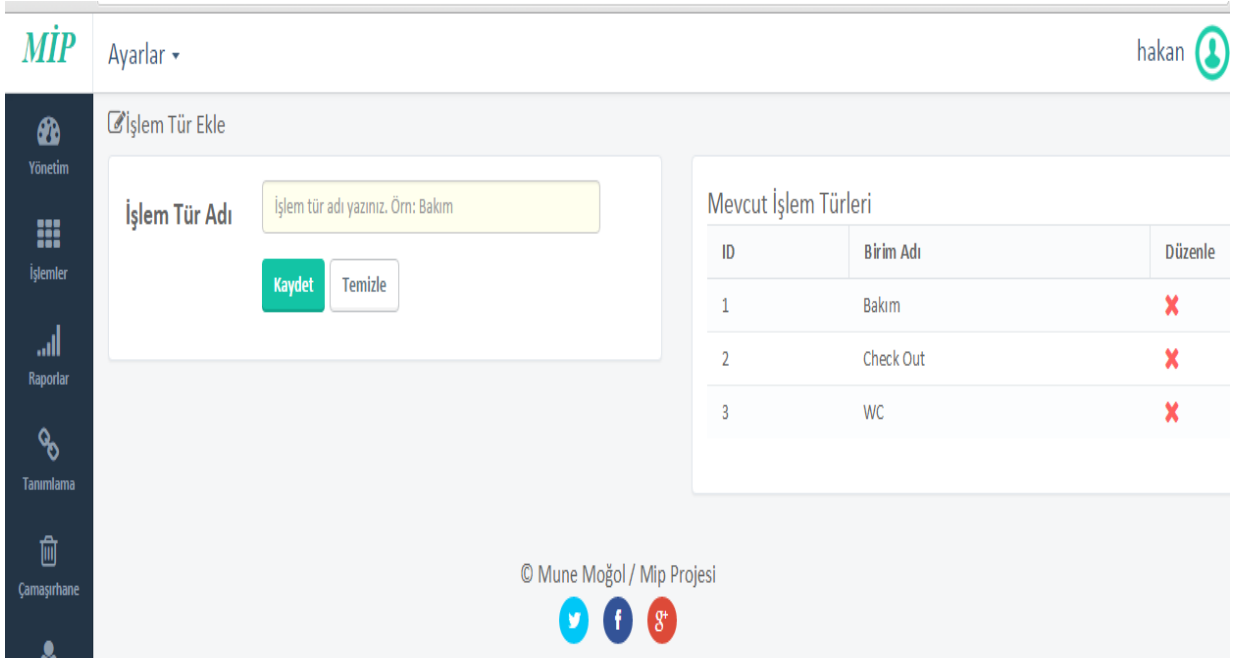 MİP
Ayarlar
hakan
Yönetim
İşlemler
Raporlar
Tanımlama
Çamaşırhane
İşlem Tür Ekle
İşlem Tür Adı
İşlem tür adı yazınız. Örn: Bakım
Kaydet Temizle
Mevcut İşlem Türleri
ID Birim Adı Düzenle
1 Bakım
2 Check Out
3 WC
© Mune Moğol / Mip Projesi